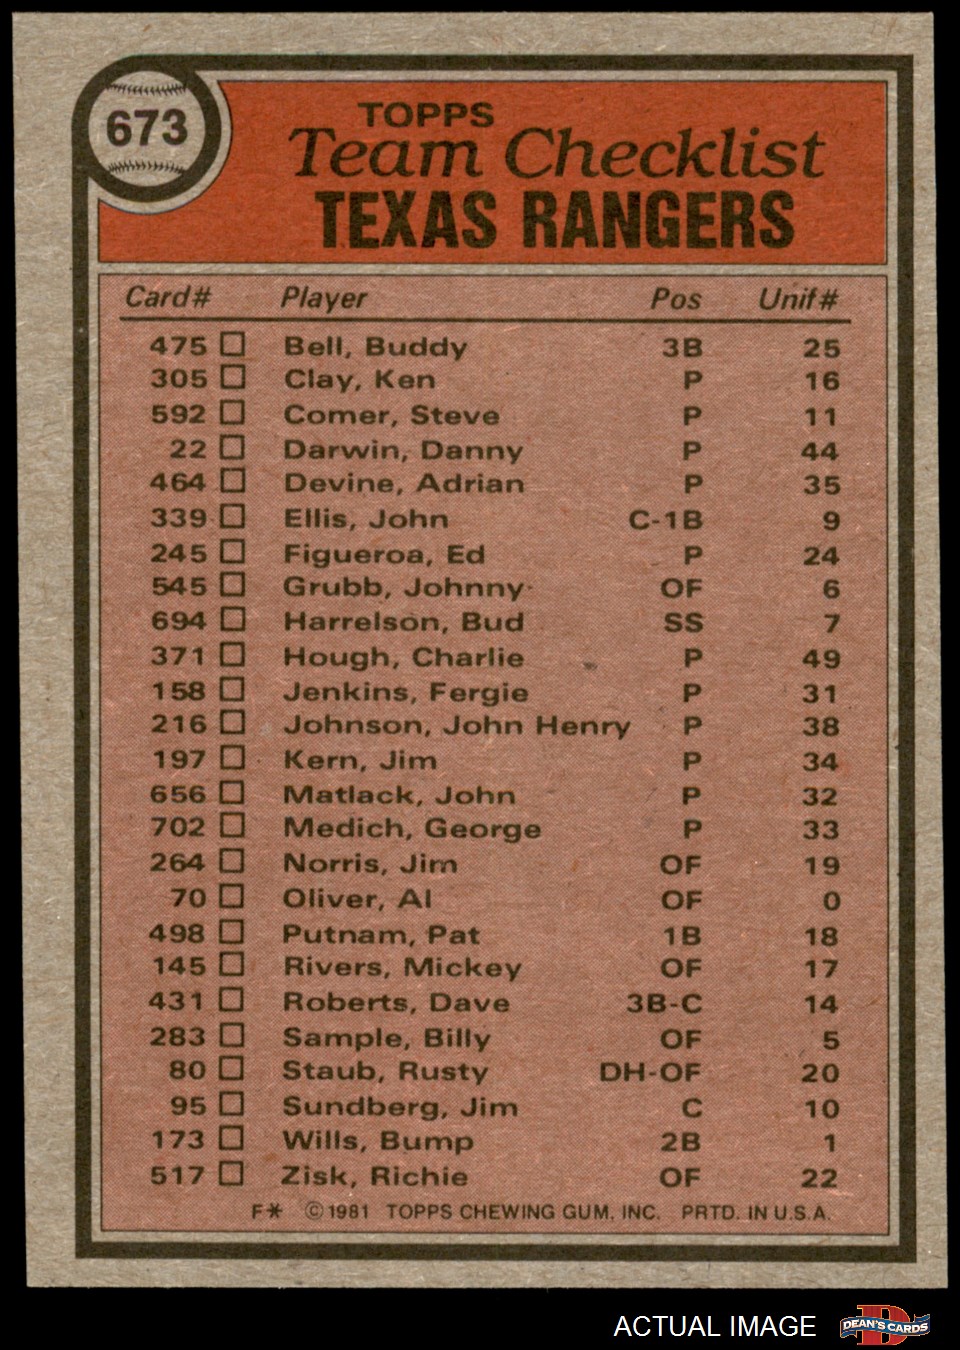 673
TOPPS
Team Checklist
TEXAS RANGERS
Card# Player Pos Unif#
475 Bell, Buddy 3B 25
305 Clay, Ken P 16
592 Comer, Steve P 11
22 Darwin, Danny P 44
464 Devine, Adrian P 35
339 Ellis, John C-1B 9
245 Figueroa, Ed P 24
545 Grubb, Johnny OF 6
694 Harrelson, Bud SS 7
371 Hough, Charlie P 49
158 Jenkins, Fergie P 31
216 Johnson, John Henry P 38
197 Kern, Jim P 34
656 Matlack, John P 32
702 Medich, George P 33
264 Norris, Jim OF 19
70 Oliver, Al OF 0
498 Putnam, Pat 1B 18
145 Rivers, Mickey OF 17
431 Roberts, Dave 3B-C 14
283 Sample, Billy OF 5
80 Staub, Rusty DH-OF 20
95 Sundberg, Jim C 10
173 Wills, Bump 2B 1
517 Zisk, Richie OF 22
F* © 1981 TOPPS CHEWING GUM, INC. PRTD. IN U.S.A.
ACTUAL IMAGE D DEAN'S CARDS